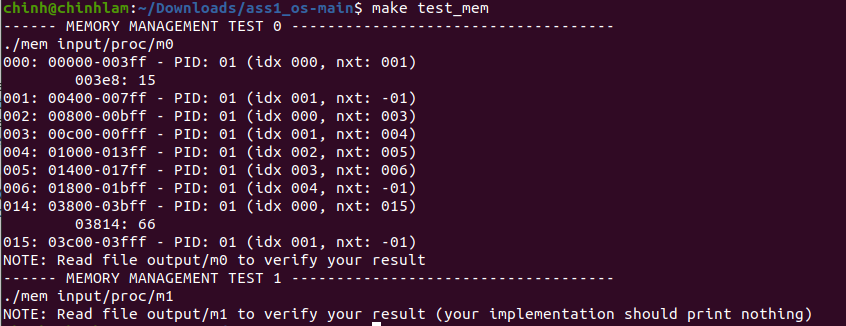 chinh@chinhlam:~/Downloads/ass1_os-main$ make test_mem
------ MEMORY MANAGEMENT TEST 0 ------------------------------------
./mem input/proc/m0
000: 00000-003ff - PID: 01 (idx 000, nxt: 001)
003e8: 15
001: 00400-007ff - PID: 01 (idx 001, nxt: -01)
002: 00800-00bff - PID: 01 (idx 000, nxt: 003)
003: 00c00-00fff - PID: 01 (idx 001, nxt: 004)
004: 01000-013ff - PID: 01 (idx 002, nxt: 005)
005: 01400-017ff - PID: 01 (idx 003, nxt: 006)
006: 01800-01bff - PID: 01 (idx 004, nxt: -01)
014: 03800-03bff - PID: 01 (idx 000, nxt: 015)
03814: 66
015: 03c00-03fff - PID: 01 (idx 001, nxt: -01)
NOTE: Read file output/m0 to verify your result
------ MEMORY MANAGEMENT TEST 1 ------------------------------------
./mem input/proc/m1
NOTE: Read file output/m1 to verify your result (your implementation should print nothing)